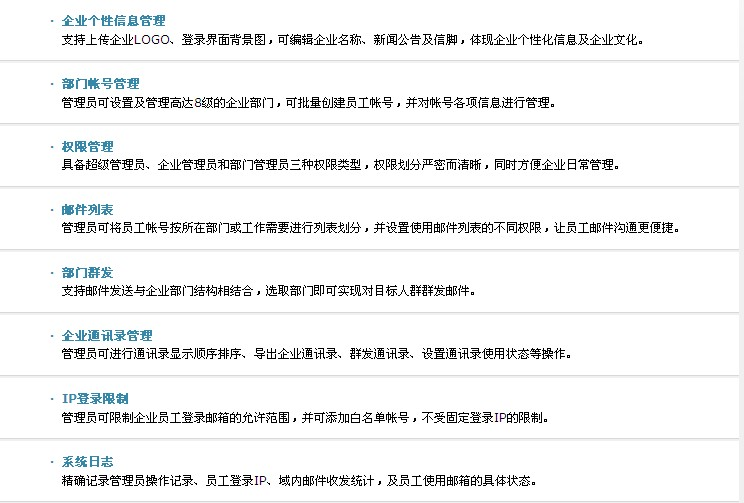 · 企业个性信息管理
支持上传企业LOGO、登录界面背景图，可编辑企业名称、新闻公告及信脚，体现企业个性化信息及企业文化。
· 部门帐号管理
管理员可设置及管理高达8级的企业部门，可批量创建员工帐号，并对帐号各项信息进行管理。
· 权限管理
具备超级管理员、企业管理员和部门管理员三种权限类型，权限划分严密而清晰，同时方便企业日常管理。
· 邮件列表
管理员可将员工帐号按所在部门或工作需要进行列表划分，并设置使用邮件列表的不同权限，让员工邮件沟通更便捷。
· 部门群发
支持邮件发送与企业部门结构相结合，选取部门即可实现对目标人群群发邮件。
· 企业通讯录管理
管理员可进行通讯录显示顺序排序、导出企业通讯录、群发通讯录、设置通讯录使用状态等操作。
· IP登录限制
管理员可限制企业员工登录邮箱的允许范围，并可添加白名单帐号，不受固定登录IP的限制。
· 系统日志
精确记录管理员操作记录、员工登录IP、域内邮件收发统计，及员工使用邮箱的具体状态。